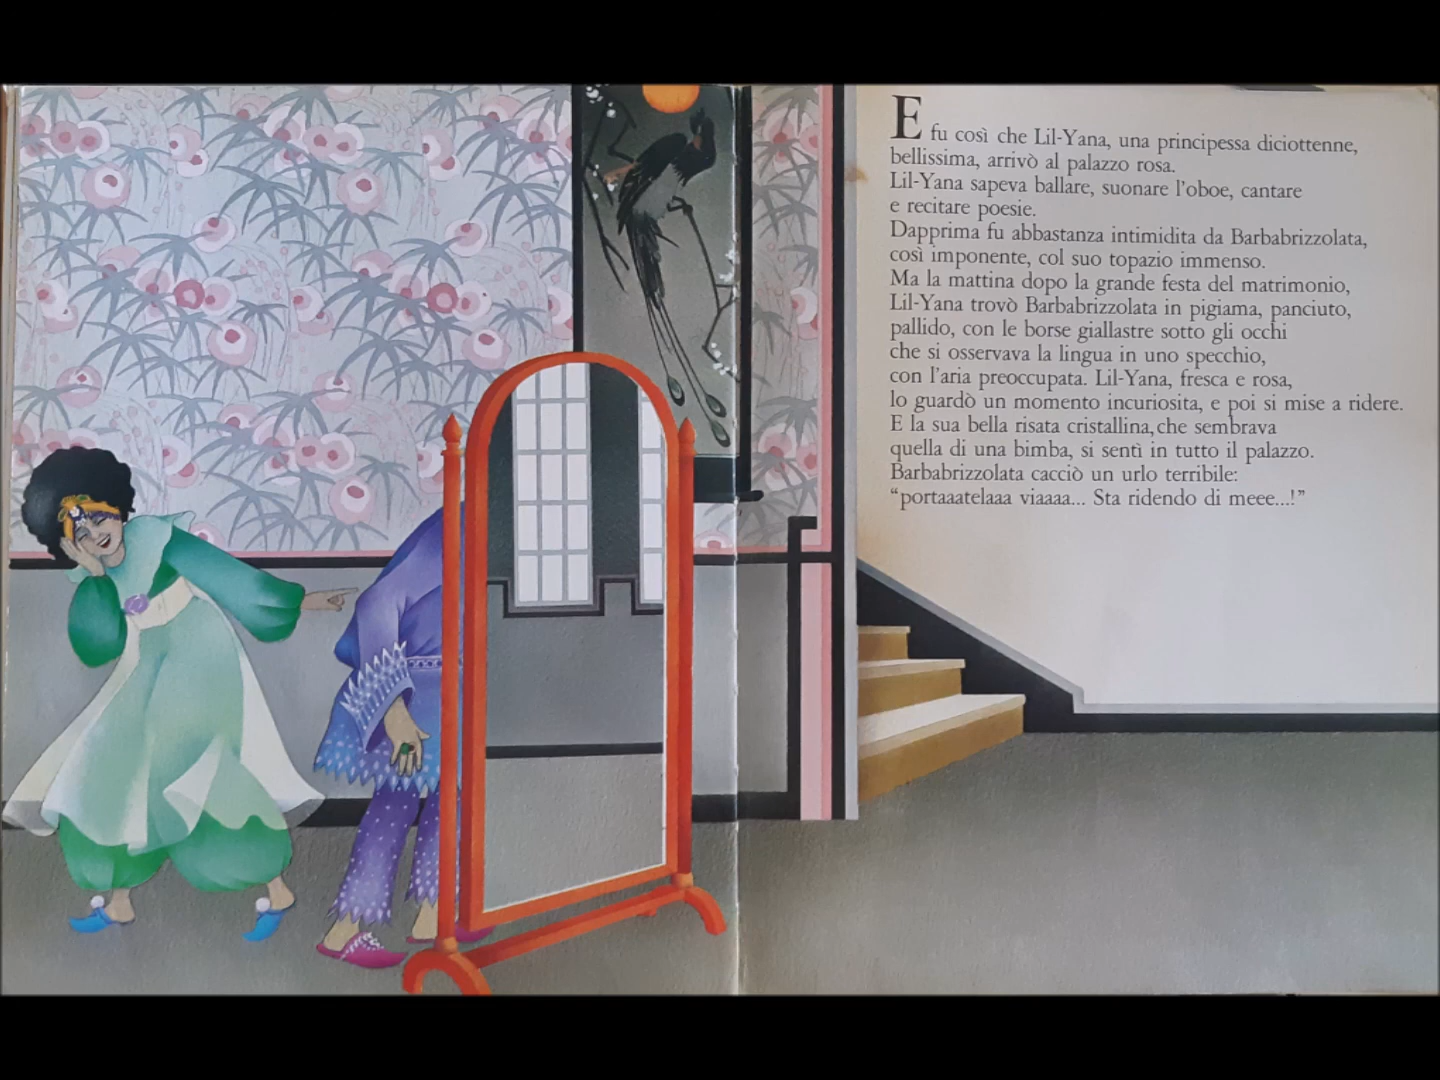 E fu così che Lil-Yana, una principessa diciottenne,
bellissima, arrivò al palazzo rosa.
Lil-Yana sapeva ballare, suonare l'oboe, cantare
e recitare poesie.
Dapprima fu abbastanza intimidita da Barbabrizzolata,
così imponente, col suo topazio immenso.
Ma la mattina dopo la grande festa del matrimonio,
Lil-Yana trovò Barbabrizzolata in pigiama, panciuto,
pallido, con le borse giallastre sotto gli occhi
che si osservava la lingua in uno specchio,
con l'aria preoccupata. Lil-Yana, fresca e rosa,
lo guardò un momento incuriosita, e poi si mise a ridere.
E la sua bella risata cristallina, che sembrava
quella di una bimba, si sentì in tutto il palazzo.
Barbabrizzolata cacciò un urlo terribile:
“portaaatelaaa viaaaa... Sta ridendo di meee...!”